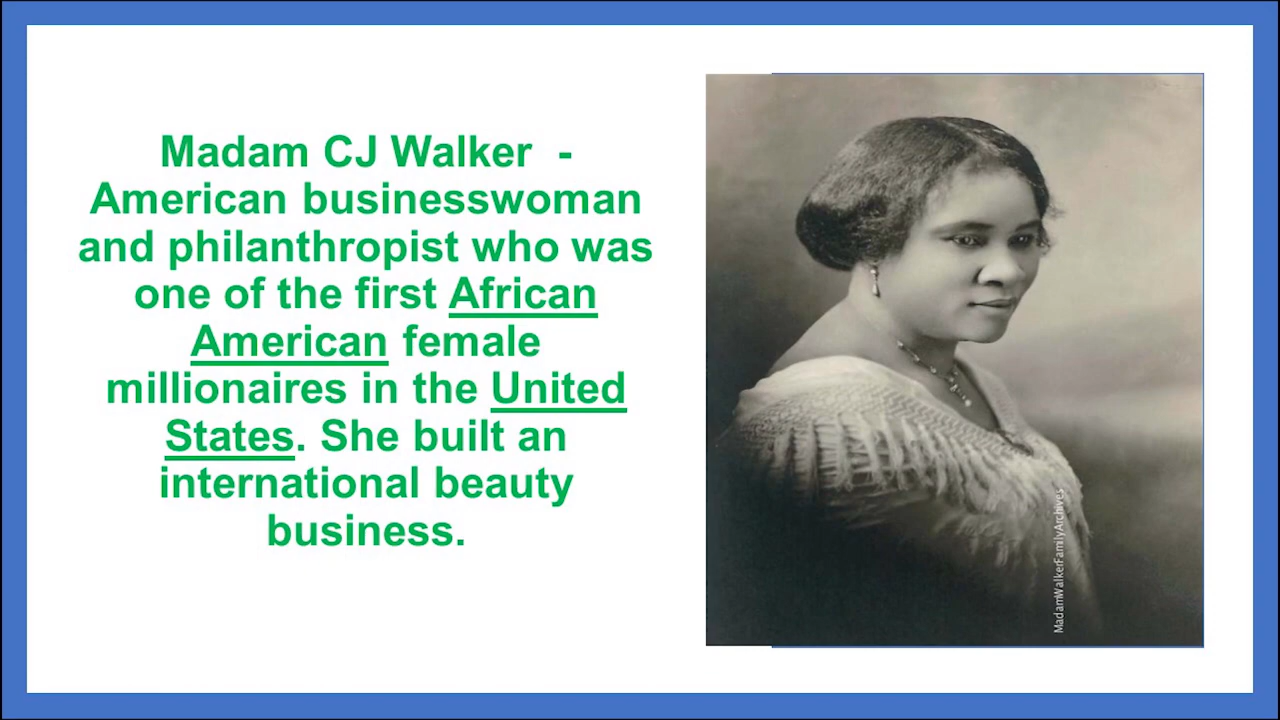 Madam CJ Walker  -
American businesswoman
and philanthropist who was
one of the first African
American female
millionaires in the United
States. She built an
international beauty
business.
MadamWalkerFamilyArchives